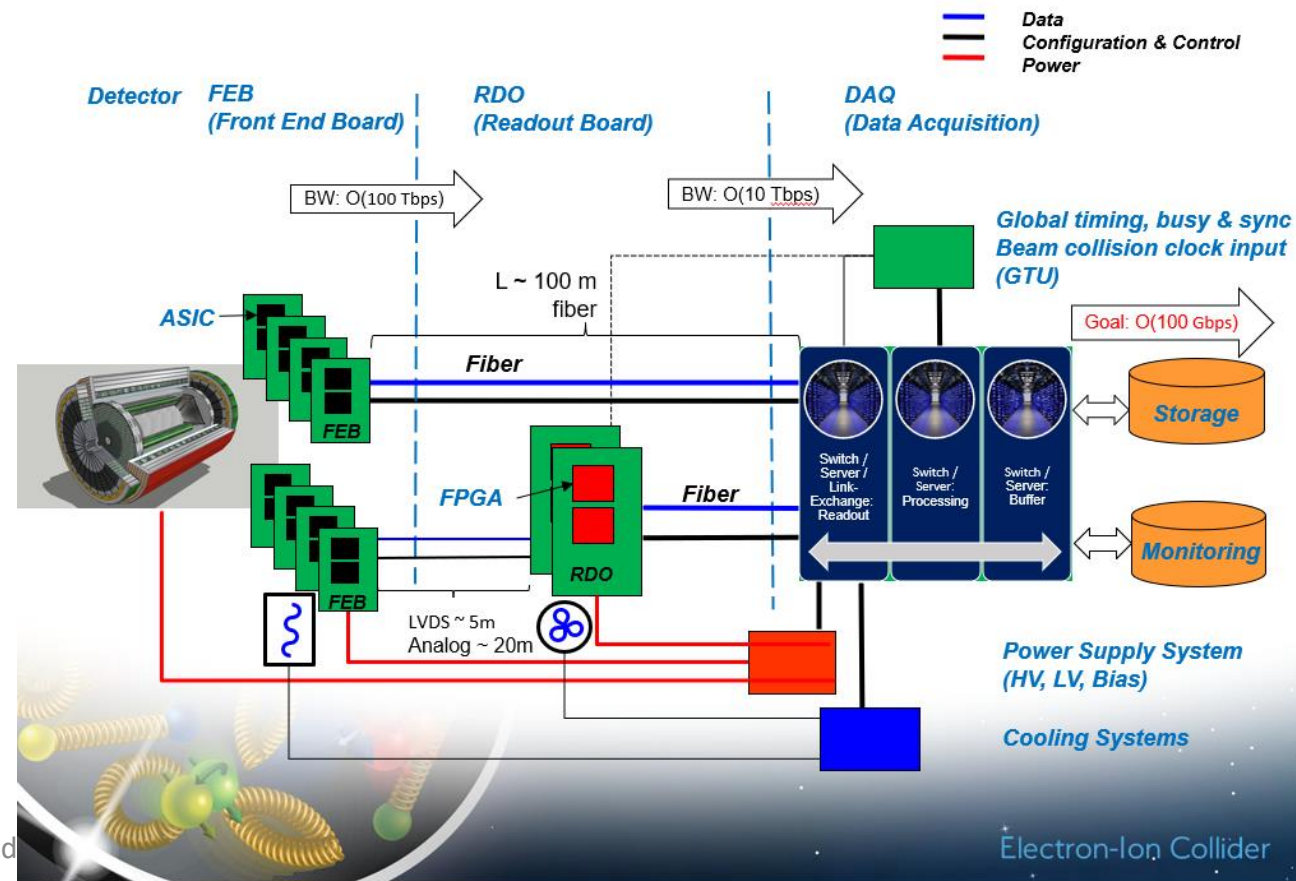 Data
Configuration & Control
Power
Detector
FEB
(Front End Board)
RDO
(Readout Board)
DAQ
(Data Acquisition)
BW: O(100 Tbps)
BW: O(10 Tbps)
Global timing, busy & sync
Beam collision clock input
(GTU)
L ~ 100 m
fiber
ASIC
Goal: O(100 Gbps)
Fiber
FEB
Storage
Switch /
Server /
Link-
Exchange:
Readout
Switch /
Server:
Processing
Switch /
Server:
Buffer
FPGA
Fiber
Monitoring
RDO
FEB
LVDS ~ 5m
Analog ~ 20m
Power Supply System
(HV, LV, Bias)
Cooling Systems
d
Electron-Ion Collider